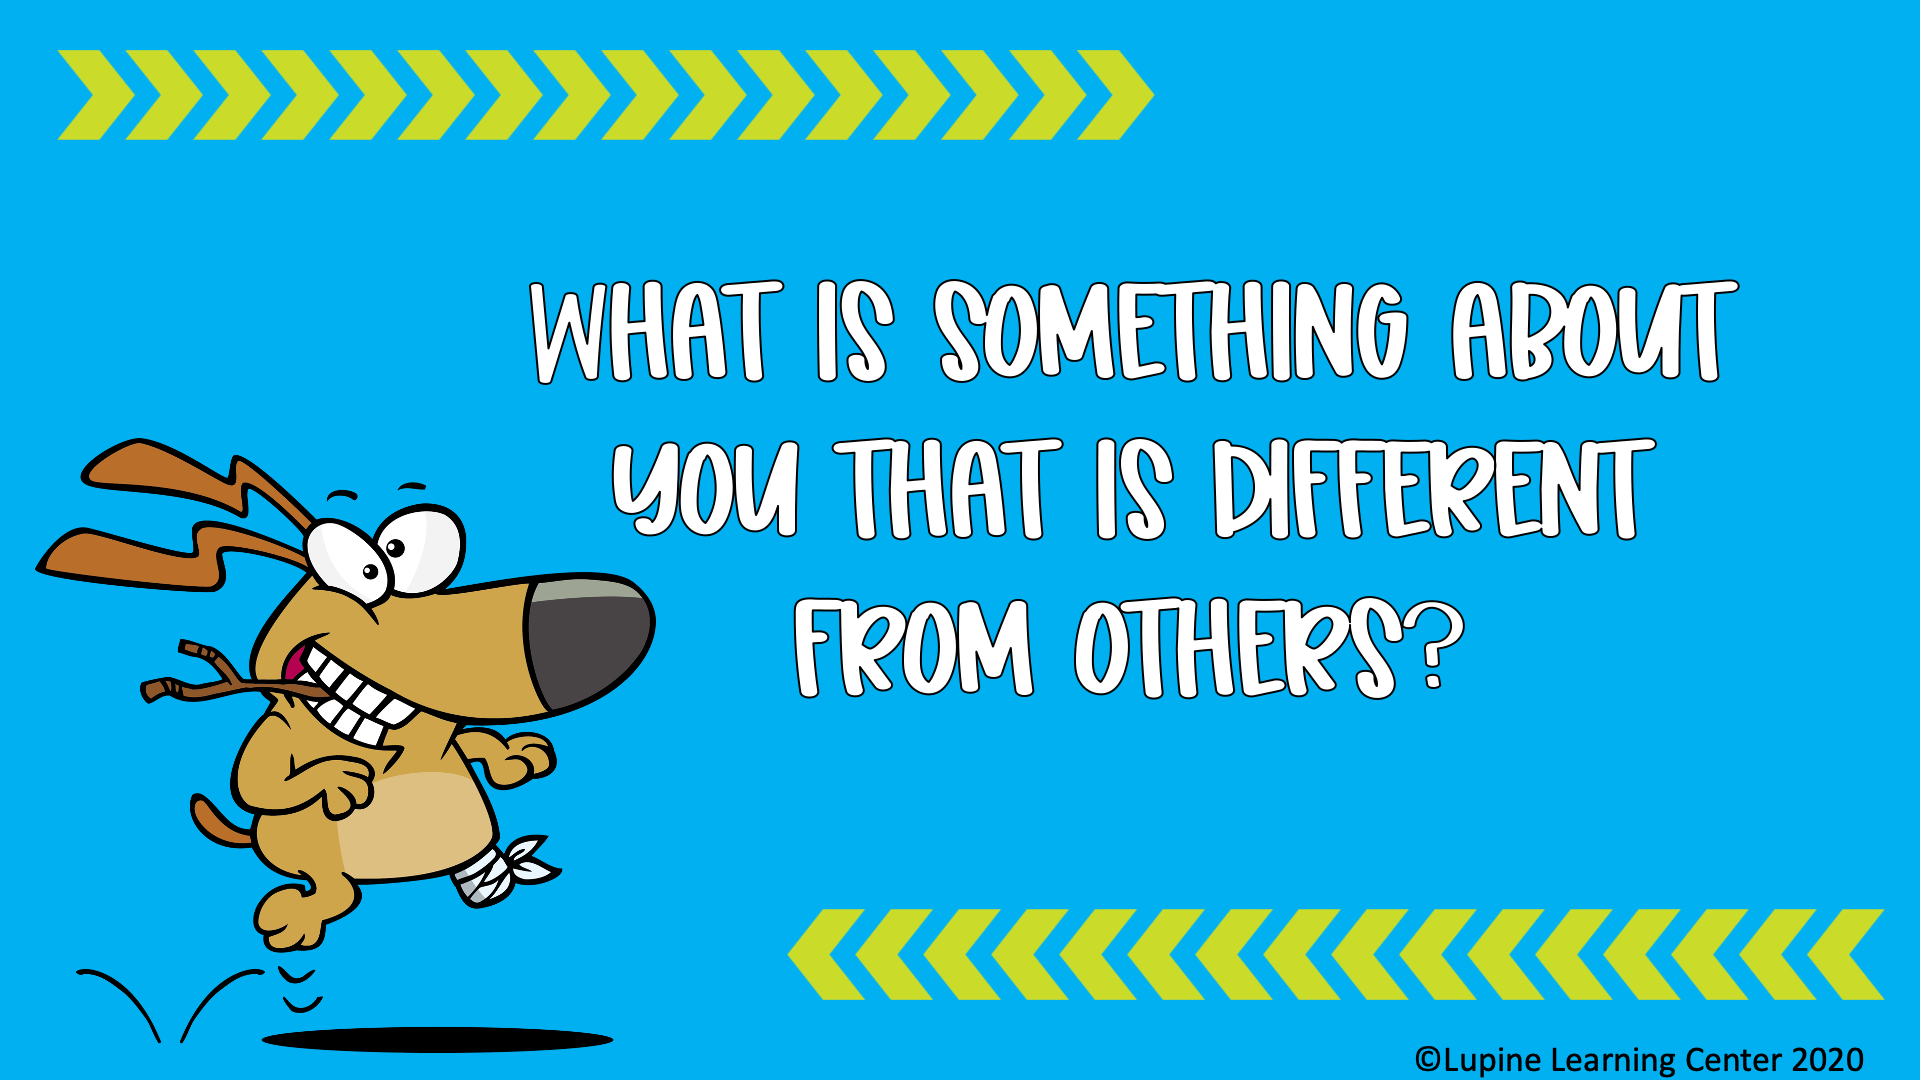 WHAT IS SOMETHING ABOUT
YOU THAT IS DIFFERENT
FROM OTHERS?
©Lupine Learning Center 2020